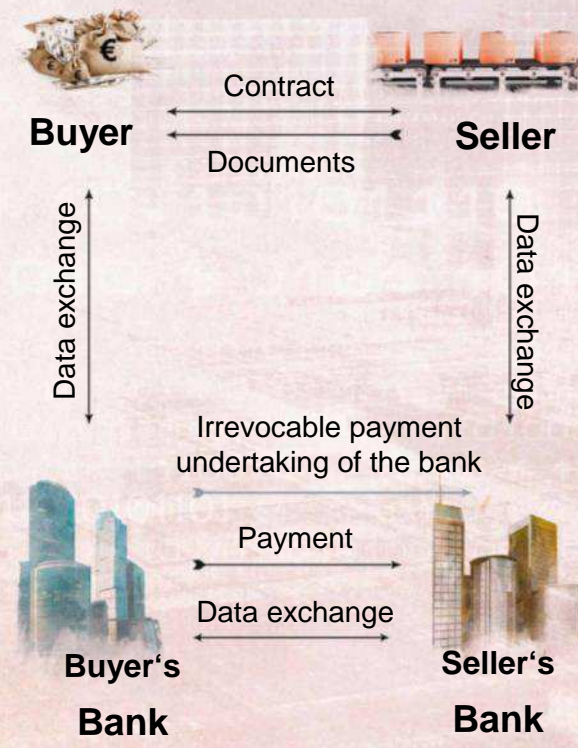 €
Contract
Buyer
Seller
Documents
Data exchange
Data exchange
Irrevocable payment
undertaking of the bank
Payment
Data exchange
Buyer‘s
Bank
Seller‘s
Bank